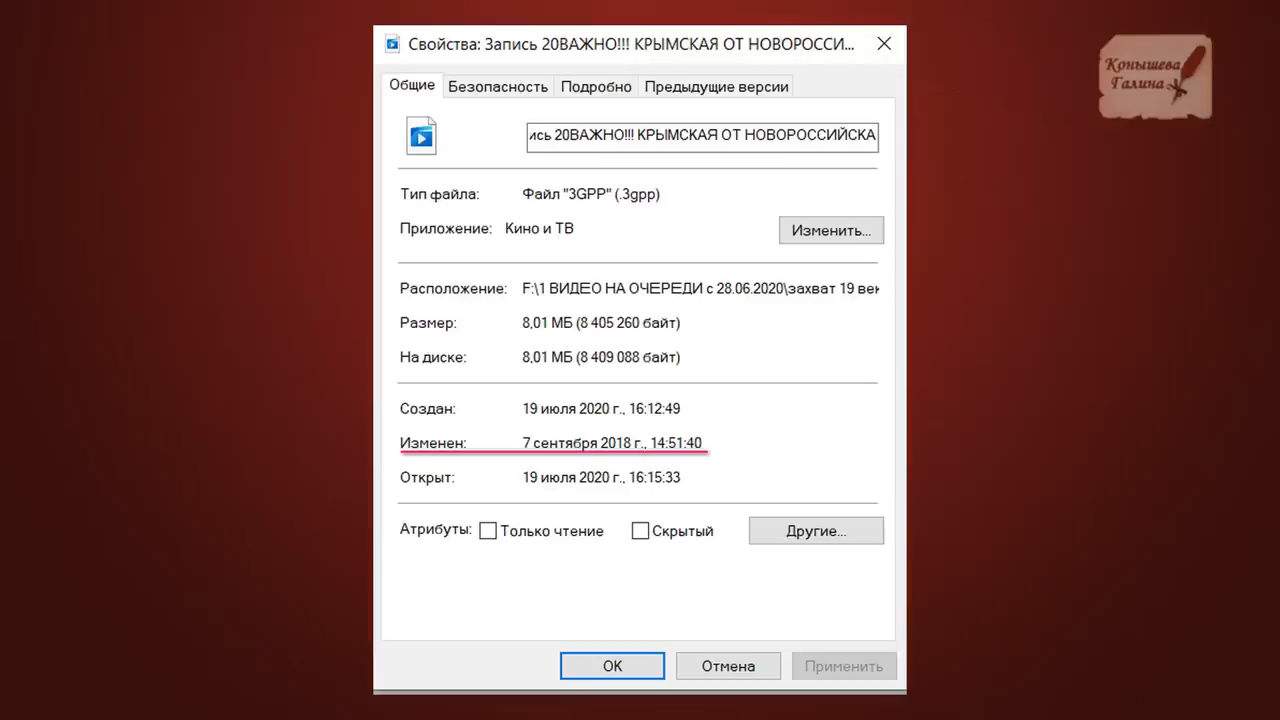 Свойства: Запись 20ВАЖНО!!! КРЫМСКАЯ ОТ НОВОРОССИ...
Конышева
Галина
Общие Безопасность Подробно Предыдущие версии
ись 20ВАЖНО!!! КРЫМСКАЯ ОТ НОВОРОССИЙСКА
Тип файла: Файл "3GPP" (.3gpp)
Приложение: Кино и ТВ Изменить...
Расположение: F:\1 ВИДЕО НА ОЧЕРЕДИ с 28.06.2020\захват 19 век
Размер: 8,01 МБ (8 405 260 байт)
На диске: 8,01 МБ (8 409 088 байт)
Создан: 19 июля 2020 г., 16:12:49
Изменен: 7 сентября 2018 г., 14:51:40
Открыт: 19 июля 2020 г., 16:15:33
Атрибуты: Только чтение Скрытый Другие...
OK Отмена Применить